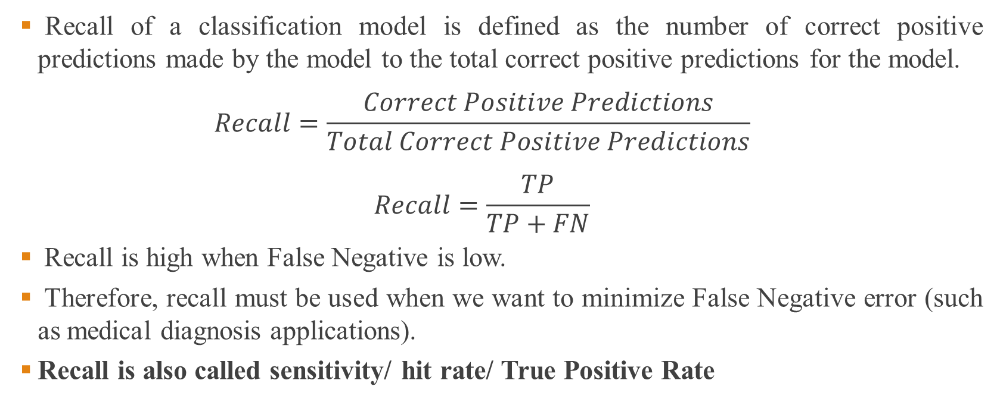 ▪ Recall of a classification model is defined as the number of correct positive
predictions made by the model to the total correct positive predictions for the model.
Recall = Correct Positive Predictions / Total Correct Positive Predictions
Recall = TP / TP + FN
▪ Recall is high when False Negative is low.
▪ Therefore, recall must be used when we want to minimize False Negative error (such
as medical diagnosis applications).
▪ Recall is also called sensitivity/ hit rate/ True Positive Rate